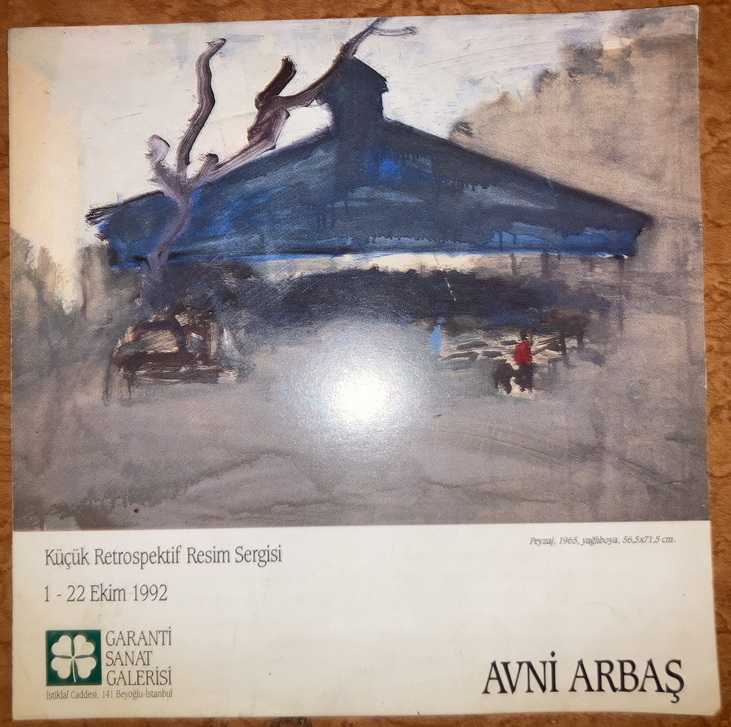 Peyzaj, 1965, yağlıboya, 56,5x71,5 cm.
Küçük Retrospektif Resim Sergisi
1 - 22 Ekim 1992
GARANTİ
SANAT
GALERİSİ
İstiklal Caddesi, 141 Beyoğlu-İstanbul
AVNİ ARBAŞ